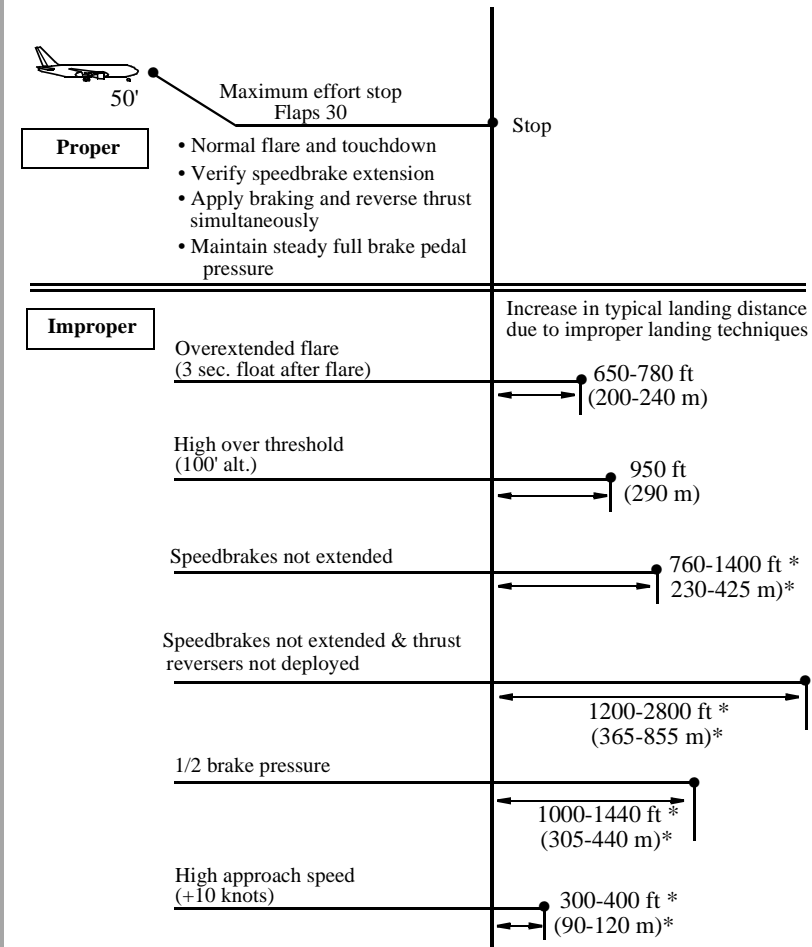 50'
Maximum effort stop
Flaps 30
Stop
Proper
• Normal flare and touchdown
• Verify speedbrake extension
• Apply braking and reverse thrust
simultaneously
• Maintain steady full brake pedal
pressure
Improper
Increase in typical landing distance
due to improper landing techniques
Overextended flare
(3 sec. float after flare)
650-780 ft
(200-240 m)
High over threshold
(100' alt.)
950 ft
(290 m)
Speedbrakes not extended
760-1400 ft *
230-425 m)*
Speedbrakes not extended & thrust
reversers not deployed
1200-2800 ft *
(365-855 m)*
1/2 brake pressure
1000-1440 ft *
(305-440 m)*
High approach speed
(+10 knots)
300-400 ft *
(90-120 m)*